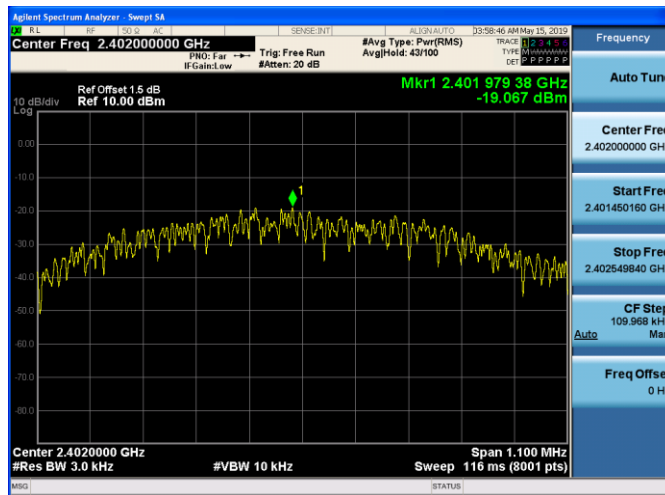 Agilent Spectrum Analyzer - Swept SA
RL RF 50 Ω AC SENSE:INT ALIGN AUTO 03:58:46 AM May 15, 2019
Center Freq 2.402000000 GHz
PNO: Far
IFGain:Low
Trig: Free Run
#Atten: 20 dB
#Avg Type: Pwr(RMS)
Avg|Hold: 43/100
TRACE 1 2 3 4 5 6
TYPE M
DET P P P P P P
Ref Offset 1.5 dB
10 dB/div Ref 10.00 dBm
Log
Mkr1 2.401 979 38 GHz
-19.067 dBm
1
0.00
-10.0
-20.0
-30.0
-40.0
-50.0
-60.0
-70.0
-80.0
Center 2.4020000 GHz
#Res BW 3.0 kHz
#VBW 10 kHz
Span 1.100 MHz
Sweep 116 ms (8001 pts)
MSG STATUS
Frequency
Auto Tun
Center Fre
2.402000000 GH
Start Fre
2.401450160 GH
Stop Fre
2.402549840 GH
CF Step
109.968 kH
Auto Ma
Freq Offse
0 H